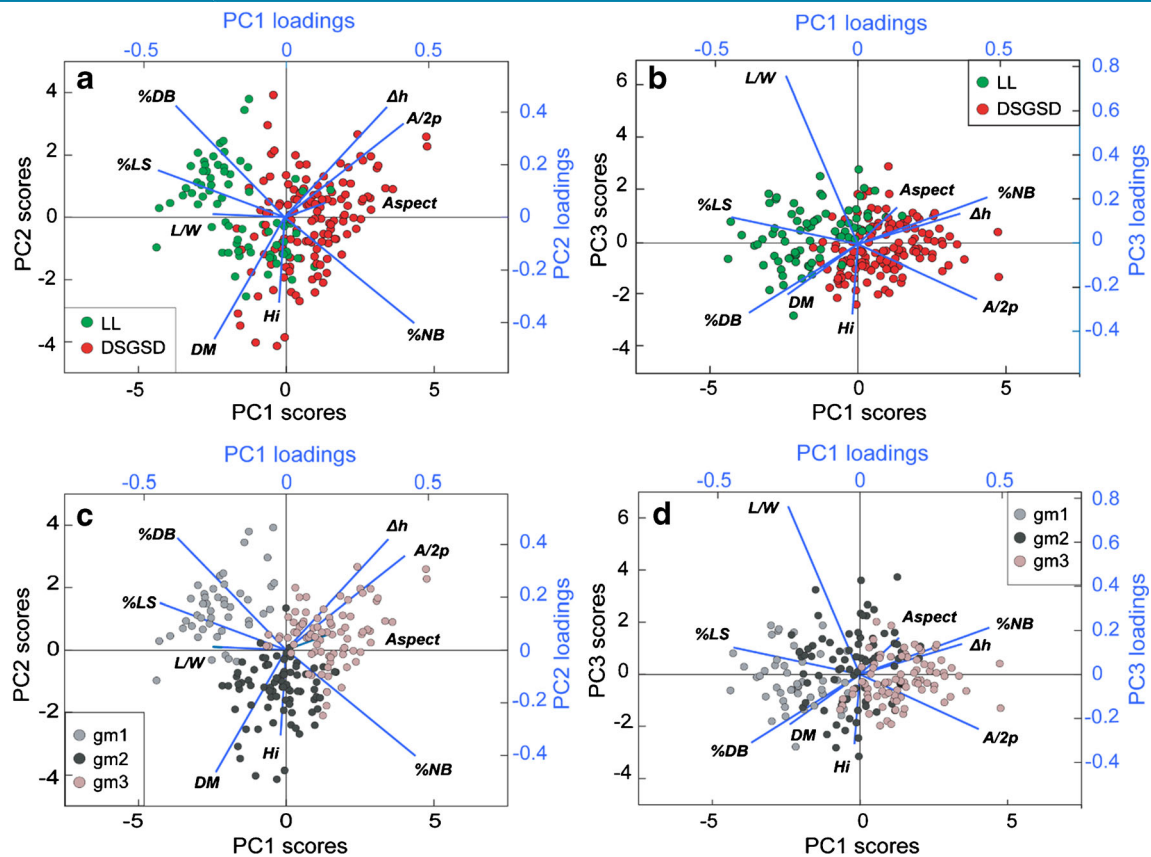 PC1 loadings
-0.5 0 0.5
a
%DB
Δh
A/2p
%LS
Aspect
L/W
Hi
DM
%NB
LL
DSGSD
4
2
0
-2
-4
PC2 scores
0.4
0.2
0
-0.2
-0.4
PC2 loadings
-5 0 5
PC1 scores
PC1 loadings
-0.5 0 0.5
b
L/W
LL
DSGSD
%LS
Aspect
%NB
Δh
DM
%DB
Hi
A/2p
6
4
2
0
-2
-4
PC3 scores
0.8
0.6
0.4
0.2
0
-0.2
-0.4
PC3 loadings
-5 0 5
PC1 scores
PC1 loadings
-0.5 0 0.5
c
%DB
Δh
A/2p
%LS
Aspect
L/W
Hi
DM
%NB
gm1
gm2
gm3
4
2
0
-2
-4
PC2 scores
0.4
0.2
0
-0.2
-0.4
PC2 loadings
-5 0 5
PC1 scores
PC1 loadings
-0.5 0 0.5
d
L/W
gm1
gm2
gm3
%LS
Aspect
%NB
Δh
DM
%DB
Hi
A/2p
6
4
2
0
-2
-4
PC3 scores
0.8
0.6
0.4
0.2
0
-0.2
-0.4
PC3 loadings
-5 0 5
PC1 scores